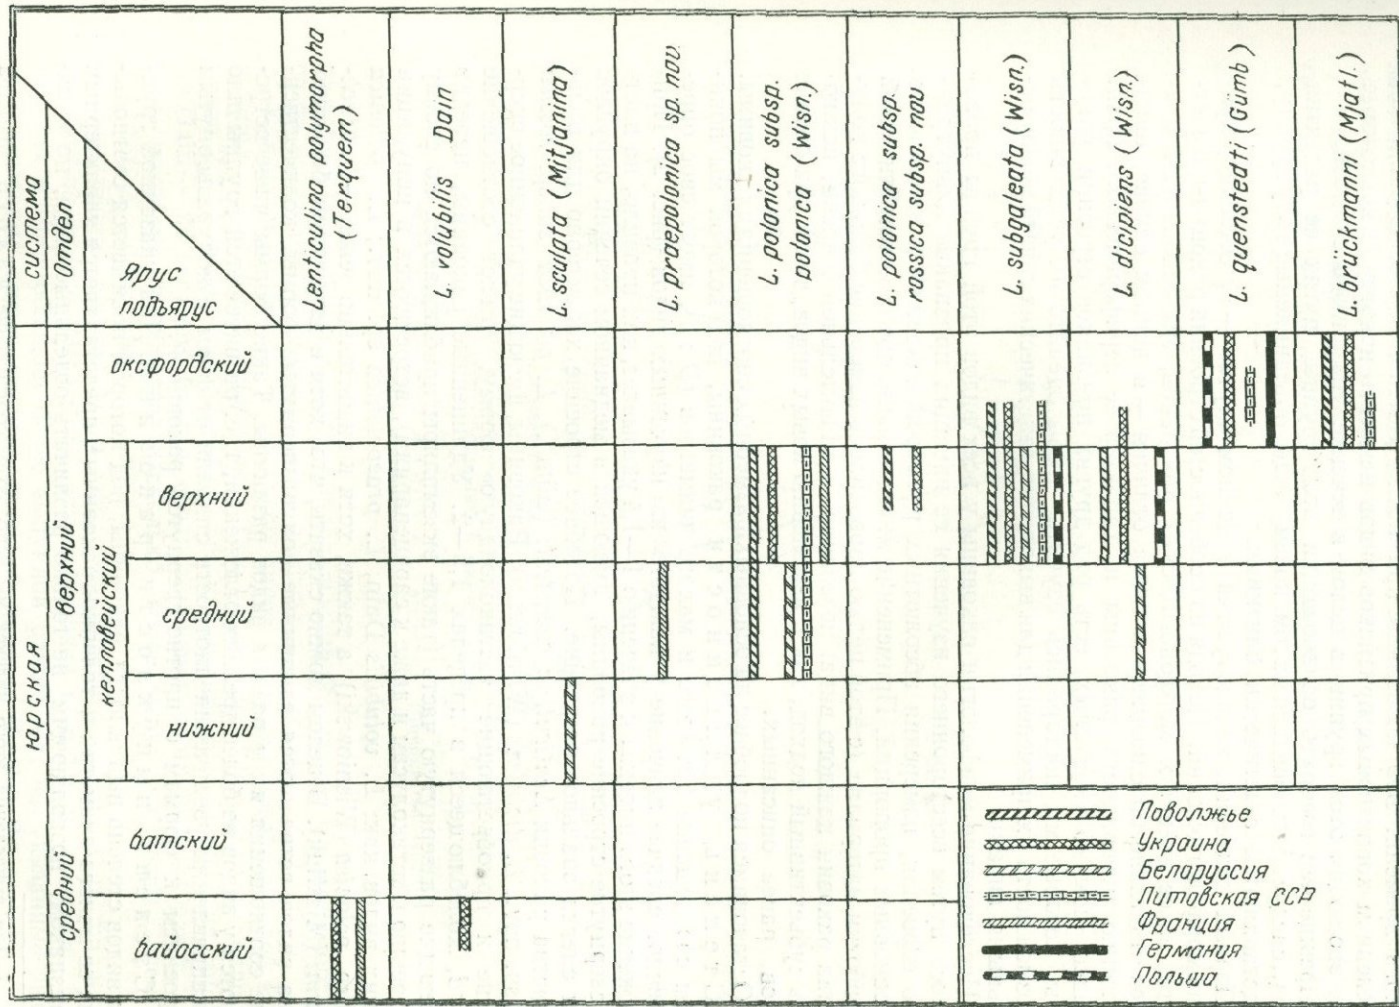 система
Отдел
Ярус
подъярус
Lenticulina polymorpha
(Terquem)
L. volubilis Dain
L. sculpta (Mitjanina)
L. praepolonica sp. nov.
L. polonica subsp.
polonica (Wisn.)
L. polonica subsp.
rossica subsp. nov
L. subgaleata (Wisn.)
L. dicipiens (Wisn.)
L. quenstedti (Gümb)
L. brückmanni (Mjatl.)
юрская
верхний
оксфордский
келловейский
верхний
средний
нижний
средний
батский
байосский
Поволжье
Украина
Белоруссия
Литовская ССР
Франция
Германия
Польша